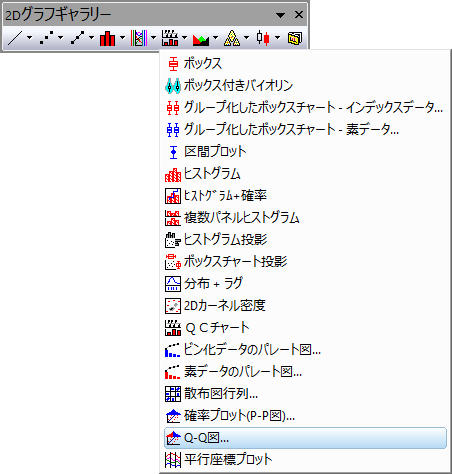 2Dグラフギャラリー
ボックス
ボックス付きバイオリン
グループ化したボックスチャート - インデックスデータ...
グループ化したボックスチャート - 素データ...
区間プロット
ヒストグラム
ﾋｽﾄｸﾞﾗﾑ+確率
複数パネルヒストグラム
ヒストグラム投影
ボックスチャート投影
分布 + ラグ
2Dカーネル密度
ＱＣチャート
ビン化データのパレート図...
素データのパレート図...
散布図行列...
確率プロット(P-P図)...
Q-Q図...
平行座標プロット